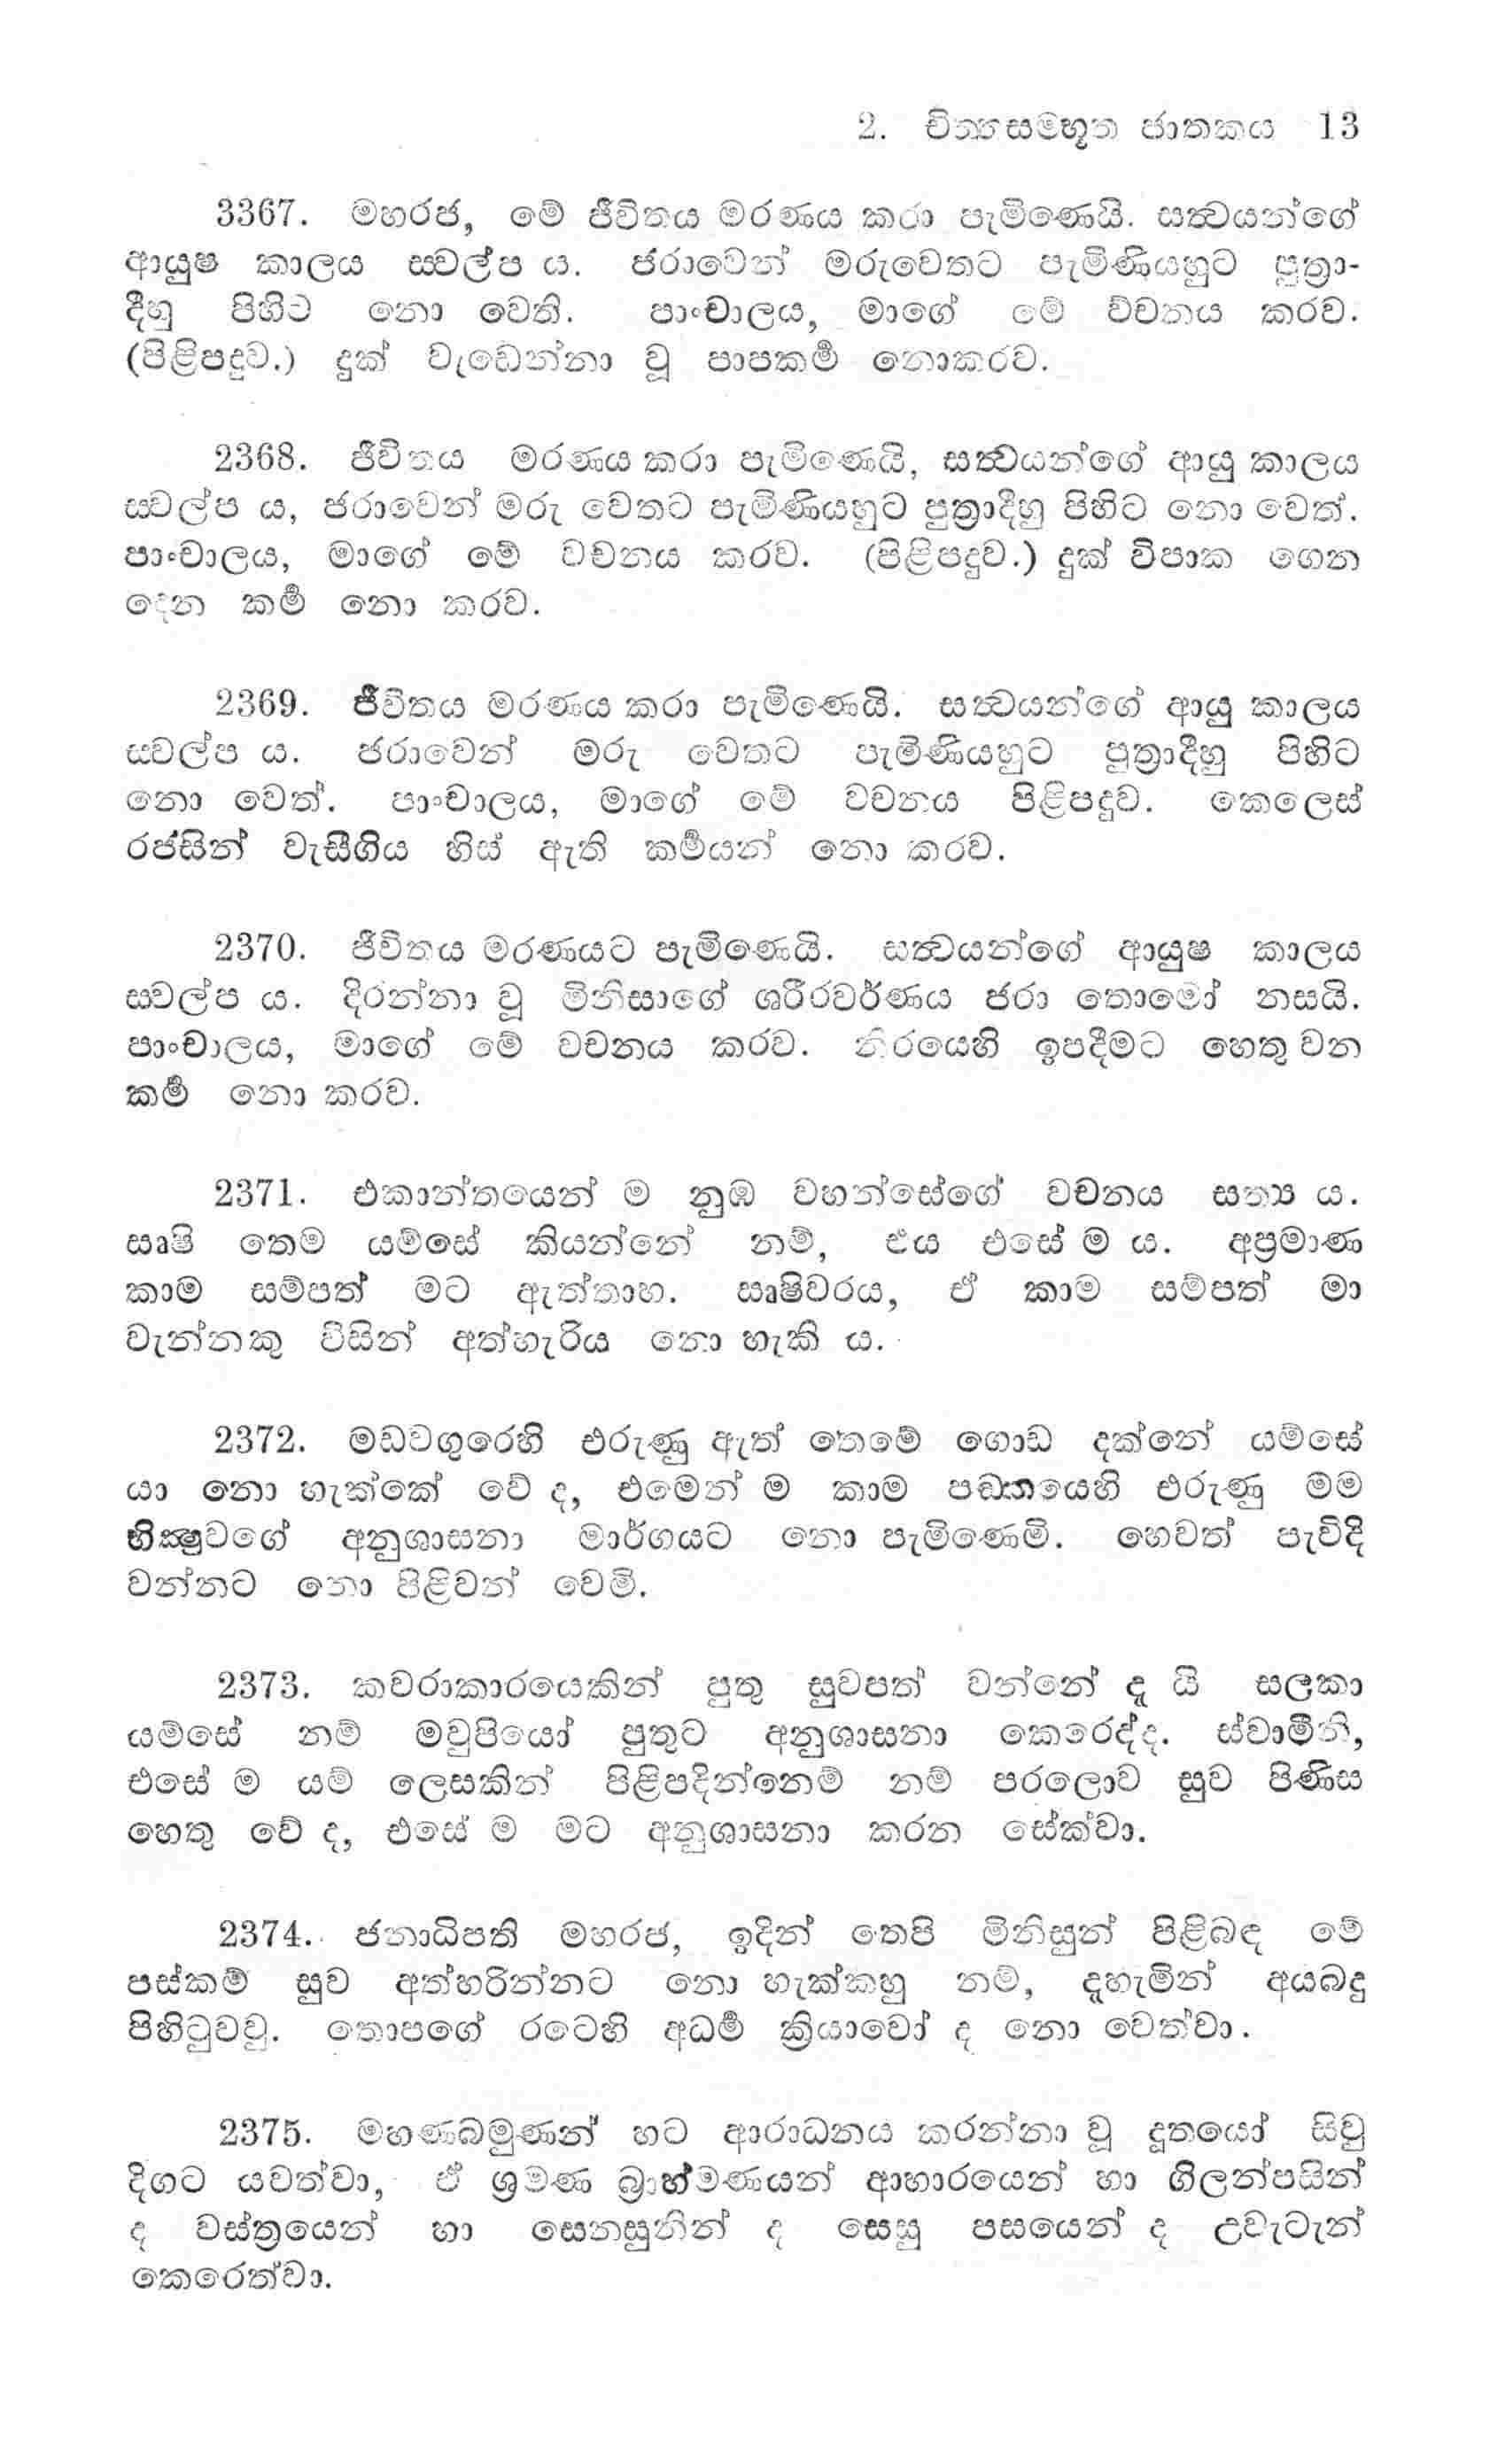 2. චිත්‍තසම්භූත ජාතකය 13
3367. මහරජ, මේ ජීවිතය මරණය කරා පැමිණෙයි. සත්‍වයන්ගේ
ආයුෂ කාලය ස්‍වල්ප ය. ජරාවෙන් මරුවෙතට පැමිණියහුට පුත්‍රා-
දීහු පිහිට නො වෙති. පාංචාලය, මාගේ මේ වචනය කරව.
(පිළිපදුව.) දුක් වැඩෙන්නා වූ පාපකර්‍ම නොකරව.
2368. ජීවිතය මරණය කරා පැමිණෙයි, සත්‍වයන්ගේ ආයු කාලය
ස්‍වල්ප ය, ජරාවෙන් මරු වෙතට පැමිණියහුට පුත්‍රාදීහු පිහිට නො වෙත්.
පාංචාලය, මාගේ මේ වචනය කරව. (පිළිපදුව.) දුක් විපාක ගෙන
දෙන කර්‍ම නො කරව.
2369. ජීවිතය මරණය කරා පැමිණෙයි. සත්‍වයන්ගේ ආයු කාලය
ස්‍වල්ප ය. ජරාවෙන් මරු වෙතට පැමිණියහුට පුත්‍රාදීහු පිහිට
නො වෙත්. පාංචාලය, මාගේ මේ වචනය පිළිපදුව. කෙලෙස්
රජසින් වැසීගිය හිස් ඇති කර්‍මයන් නො කරව.
2370. ජීවිතය මරණයට පැමිණෙයි. සත්‍වයන්ගේ ආයුෂ කාලය
ස්‍වල්ප ය. දිරන්නා වූ මිනිසාගේ ශරීරවර්ණය ජරා තොමෝ නසයි.
පාංචාලය, මාගේ මේ වචනය කරව. නිරයෙහි ඉපදීමට හෙතු වන
කර්‍ම නො කරව.
2371. එකාන්තයෙන් ම නුඹ වහන්සේගේ වචනය සත්‍ය ය.
සෘෂි තෙම යම්සේ කියන්නේ නම්, එය එසේ ම ය. අප්‍රමාණ
කාම සම්පත් මට ඇත්තාහ. සෘෂිවරය, ඒ කාම සම්පත් මා
වැන්නකු විසින් අත්හැරිය නො හැකි ය.
2372. මඩවගුරෙහි එරුණු ඇත් තෙමේ ගොඩ දක්නේ යම්සේ
යා නො හැක්කේ වේ ද, එමෙන් ම කාම පඬ්කයෙහි එරුණු මම
භික්‍ෂුවගේ අනුශාසනා මාර්ගයට නො පැමිණෙමි. හෙවත් පැවිදි
වන්නට නො පිළිවන් වෙමි.
2373. කවරාකාරයෙකින් පුතු සුවපත් වන්නේ දැ යි සලකා
යම්සේ නම් මවුපියෝ පුතුට අනුශාසනා කෙරෙද්ද. ස්වාමීනි,
එසේ ම යම් ලෙසකින් පිළිපදින්නෙම් නම් පරලොව සුව පිණිස
හෙතු වේ ද, එසේ ම මට අනුශාසනා කරන සේක්වා.
2374. ජනාධිපති මහරජ, ඉදින් තෙපි මිනිසුන් පිළිබඳ මේ
පස්කම් සුව අත්හරින්නට නො හැක්කහු නම්, දැහැමින් අයබදු
පිහිටුවවු. තොපගේ රටෙහි අධර්‍ම ක්‍රියාවෝ ද නො වෙත්වා.
2375. මහණබමුණන් හට ආරාධනය කරන්නා වූ දූතයෝ සිවු
දිගට යවත්වා, ඒ ශ්‍රමණ බ්‍රාහ්මණයන් ආහාරයෙන් හා ගිලන්පසින්
ද වස්ත්‍රයෙන් හා සෙනසුනින් ද සෙසු පසයෙන් ද උවැටැන්
කෙරෙත්වා.